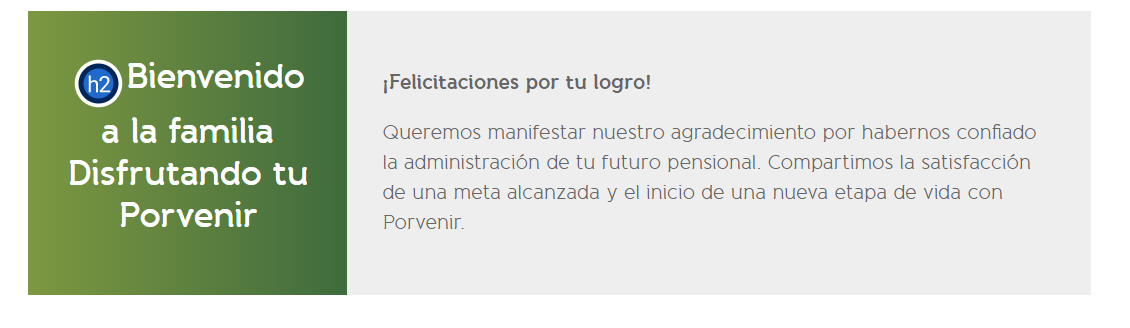 h2 Bienvenido
a la familia
Disfrutando tu
Porvenir
¡Felicitaciones por tu logro!
Queremos manifestar nuestro agradecimiento por habernos confiado
la administración de tu futuro pensional. Compartimos la satisfacción
de una meta alcanzada y el inicio de una nueva etapa de vida con
Porvenir.